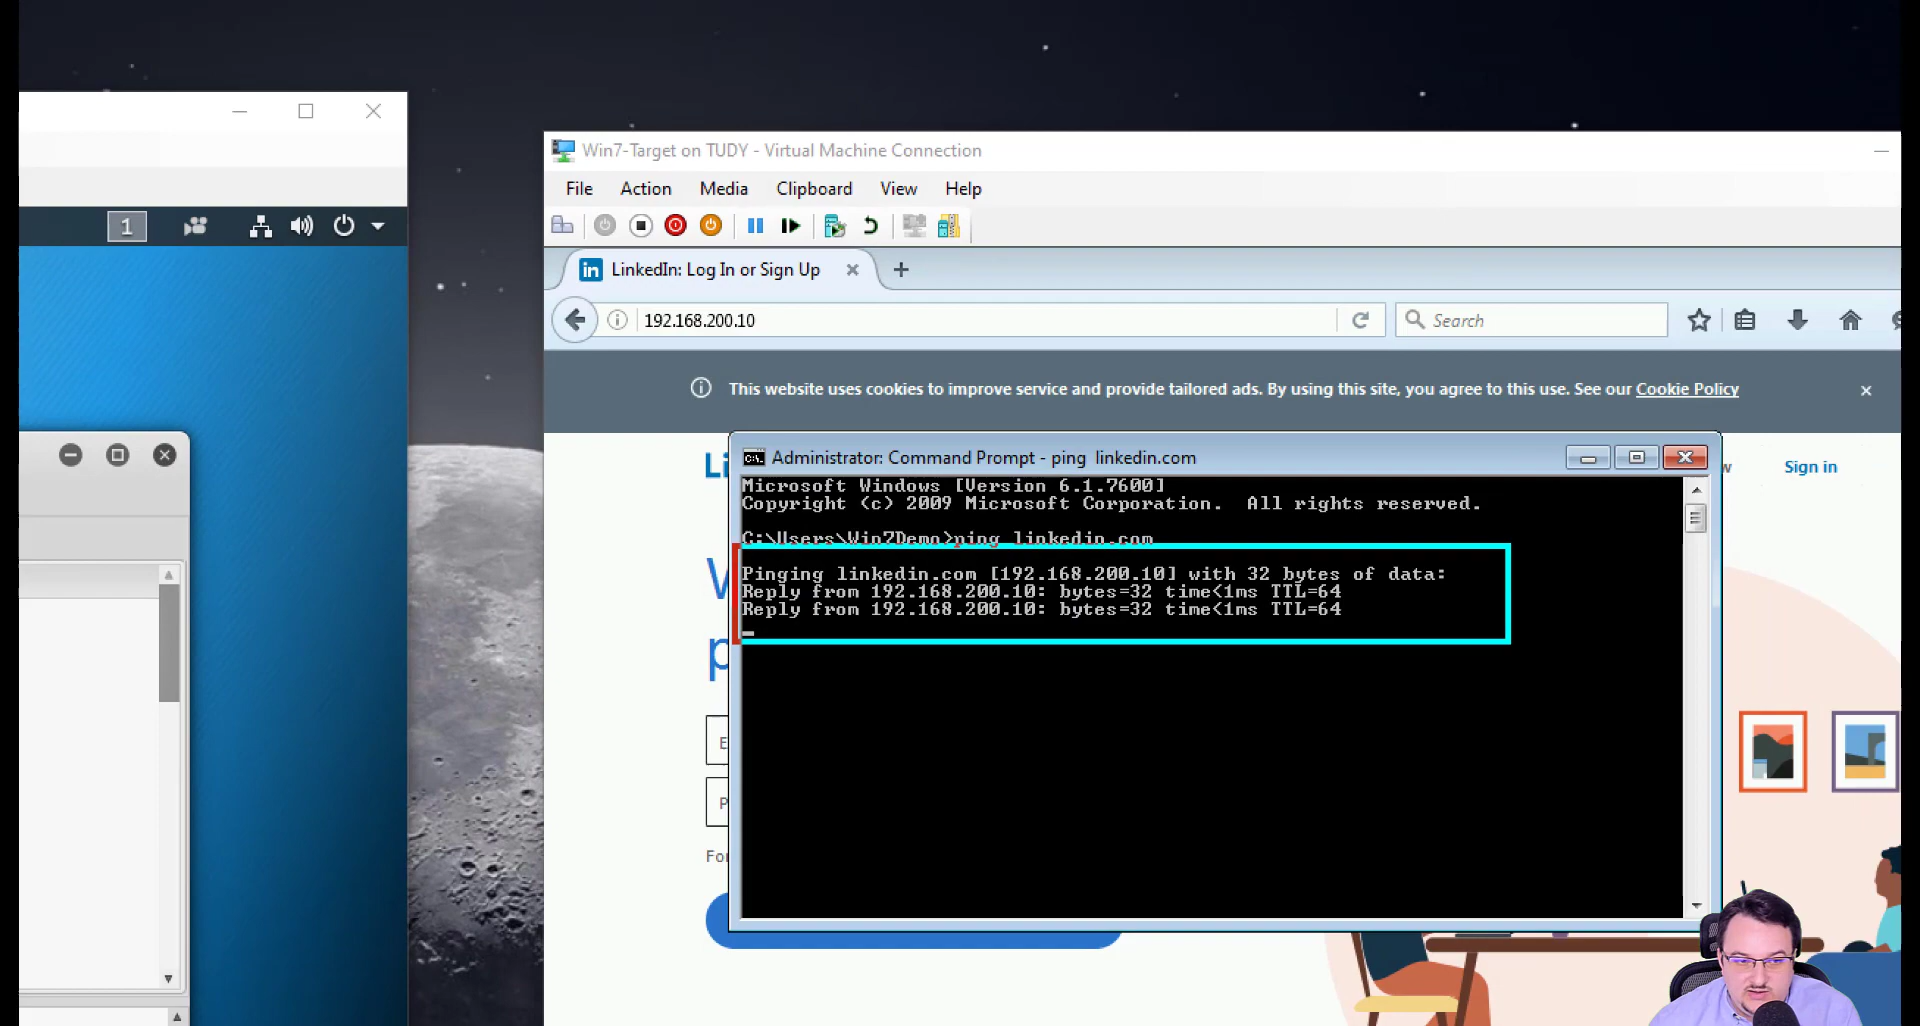 1
Win7-Target on TUDY - Virtual Machine Connection
File Action Media Clipboard View Help
in LinkedIn: Log In or Sign Up
192.168.200.10
Search
This website uses cookies to improve service and provide tailored ads. By using this site, you agree to this use. See our Cookie Policy
Sign in
C:\. Administrator: Command Prompt - ping linkedin.com
Microsoft Windows [Version 6.1.7600]
Copyright (c) 2009 Microsoft Corporation. All rights reserved.
C:\Users\Win7Demo>ping linkedin.com
Pinging linkedin.com [192.168.200.10] with 32 bytes of data:
Reply from 192.168.200.10: bytes=32 time<1ms TTL=64
Reply from 192.168.200.10: bytes=32 time<1ms TTL=64